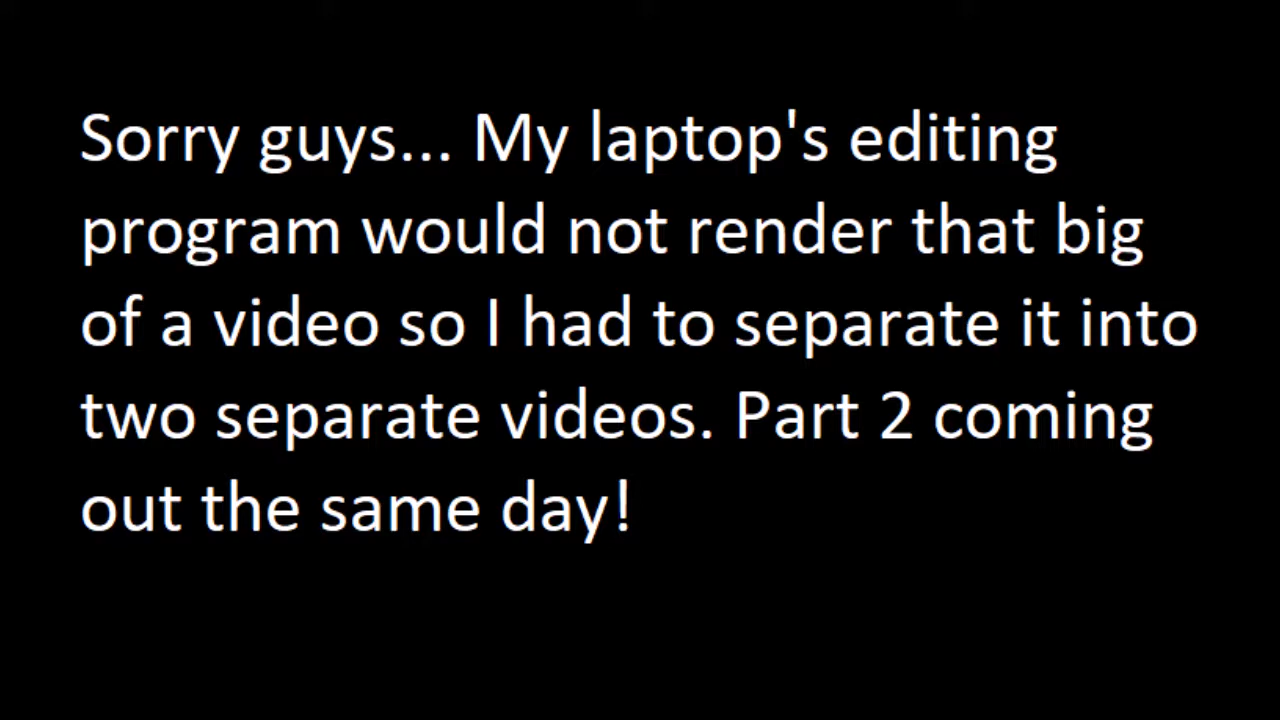 Sorry guys... My laptop's editing
program would not render that big
of a video so I had to separate it into
two separate videos. Part 2 coming
out the same day!